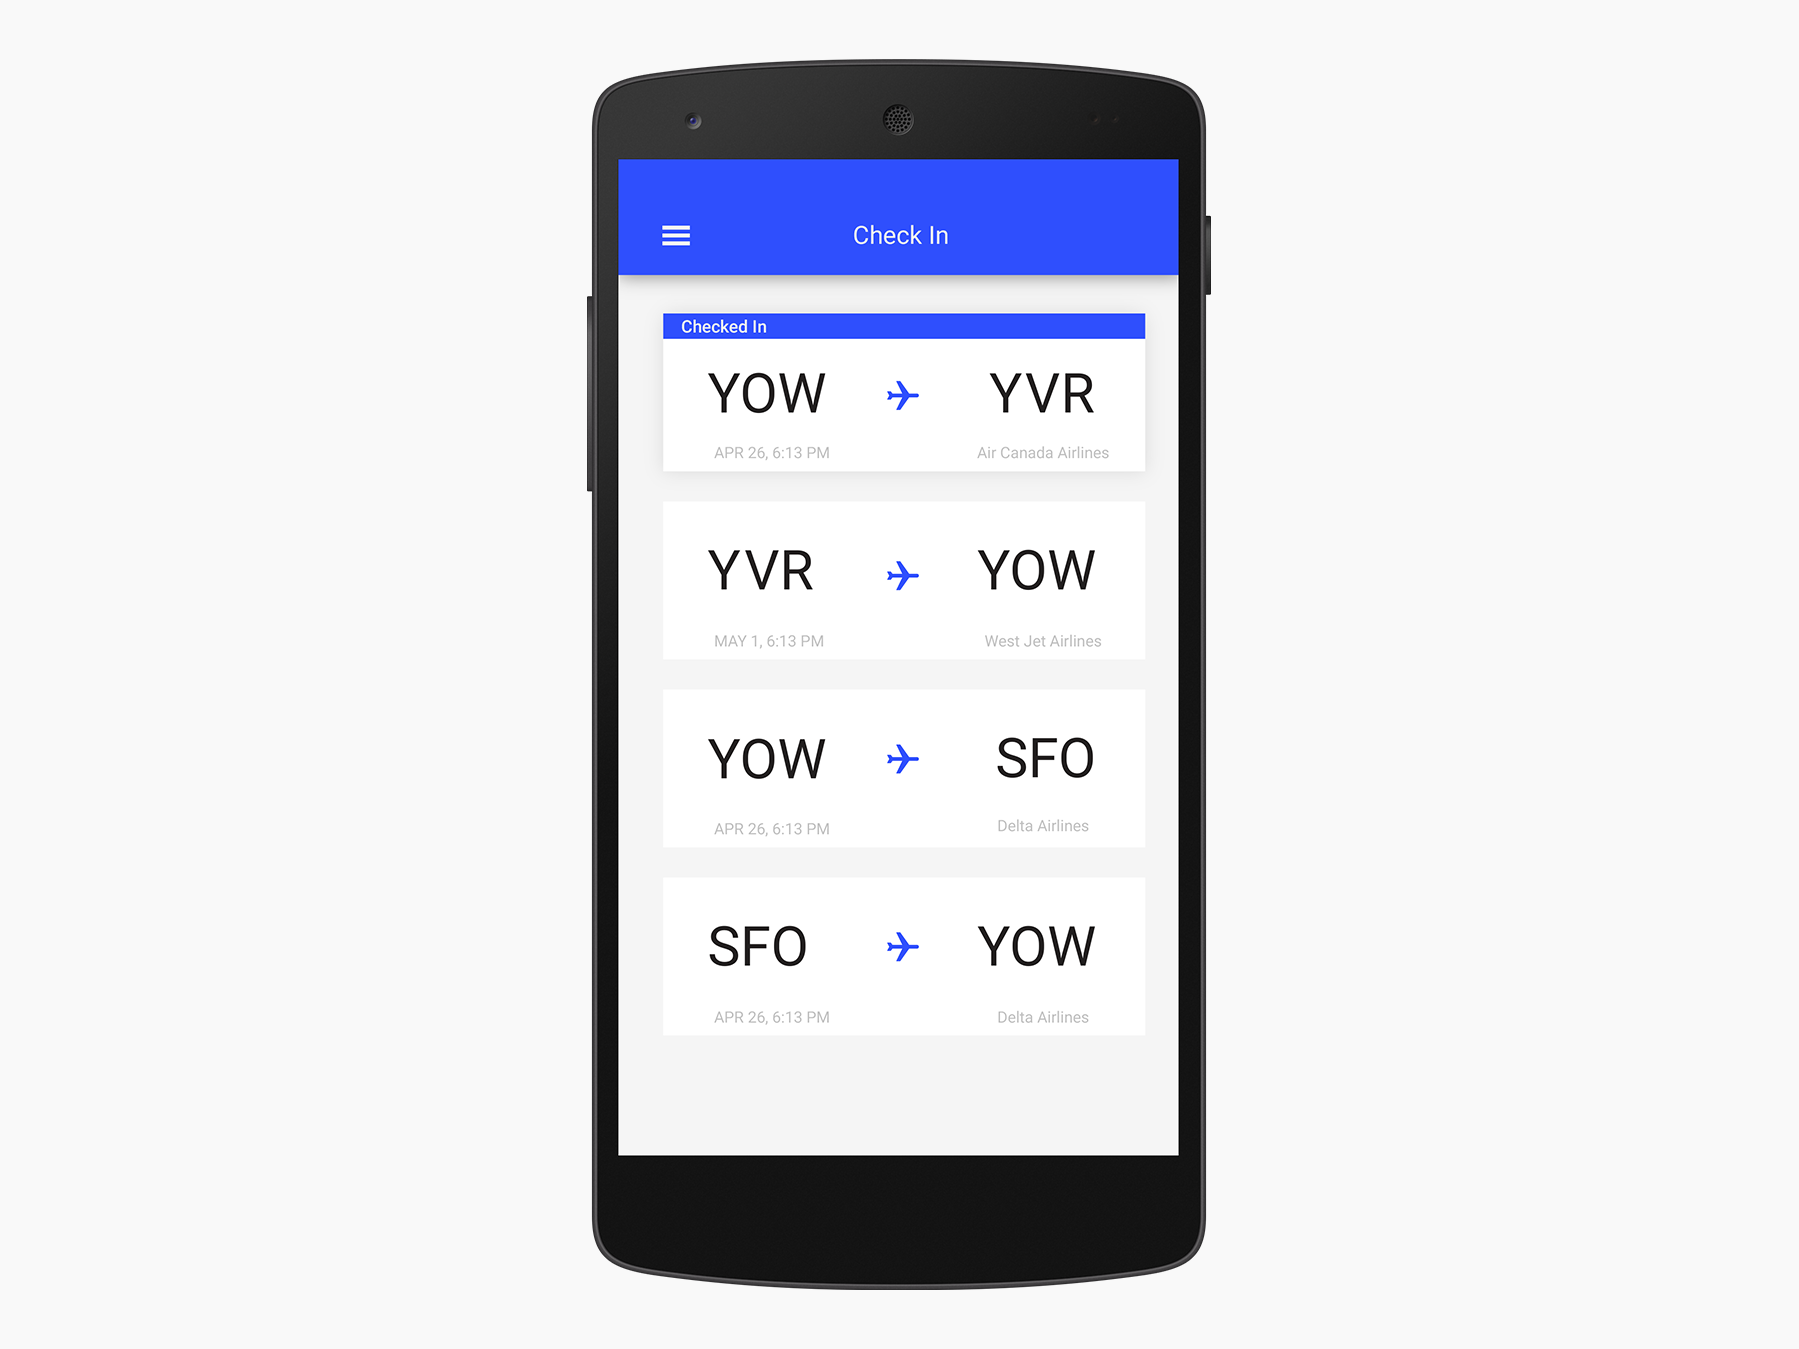 Check In
Checked In
YOW YVR
APR 26, 6:13 PM Air Canada Airlines
YVR YOW
MAY 1, 6:13 PM West Jet Airlines
YOW SFO
APR 26, 6:13 PM Delta Airlines
SFO YOW
APR 26, 6:13 PM Delta Airlines